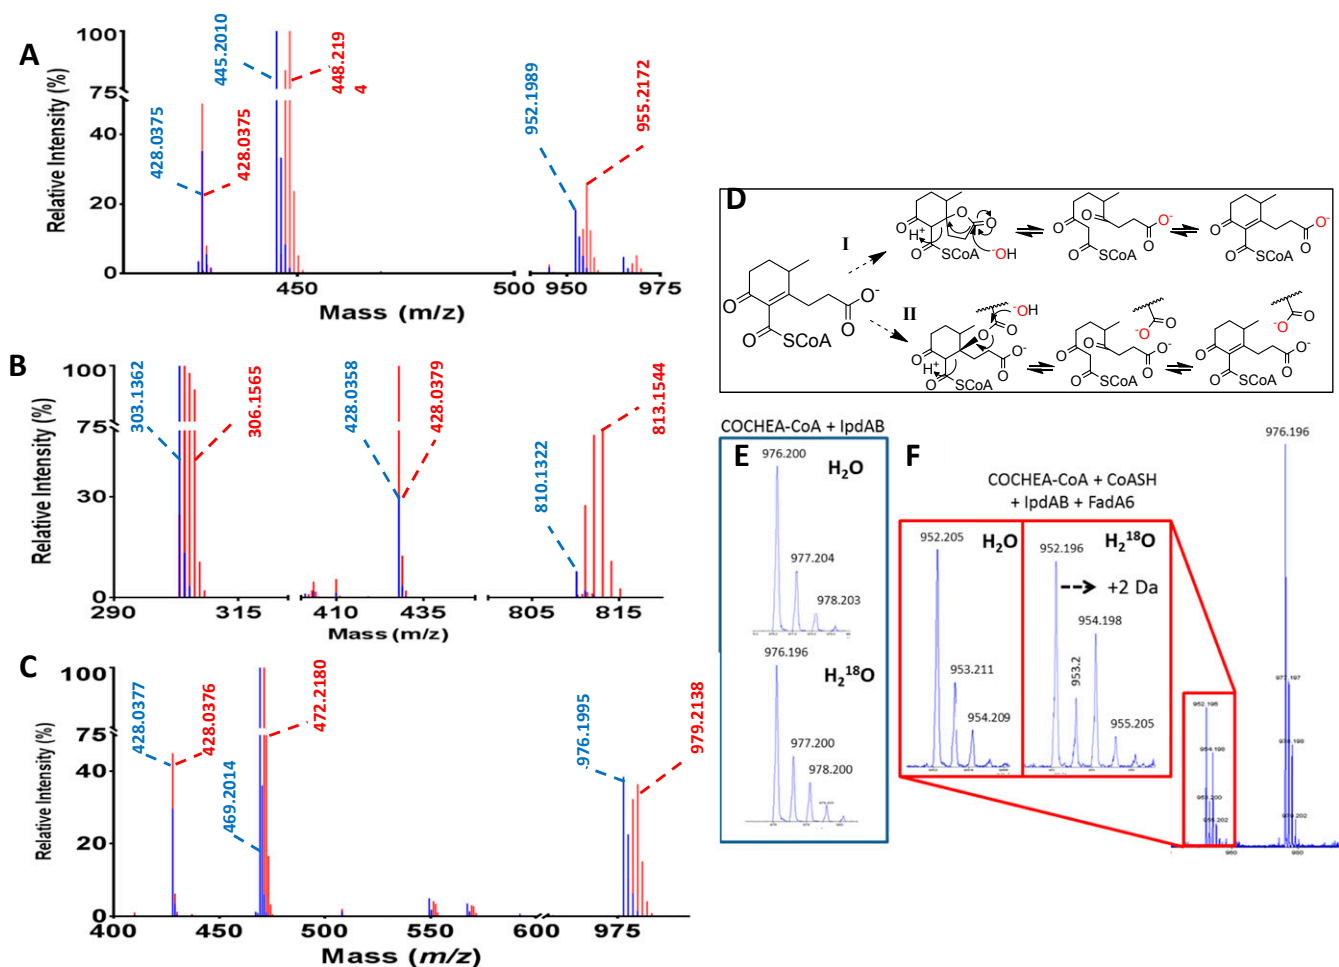 A
Relative Intensity (%)
100
75
40
20
0
428.0375
428.0375
445.2010
448.219
4
952.1989
955.2172
450
500
950
975
Mass (m/z)
B
Relative Intensity (%)
100
75
30
0
303.1362
306.1565
428.0358
428.0379
810.1322
813.1544
290
315
410
435
805
815
Mass (m/z)
C
Relative Intensity (%)
100
75
40
20
0
428.0377
428.0376
469.2014
472.2180
976.1995
979.2138
400
450
500
550
600
975
Mass (m/z)
D
I
II
O
O
SCoA
O
O-
O
H+
O
SCoA
O
O
-OH
O
O
O
SCoA
O
O-
O
O
SCoA
O
O-
O
H+
O
SCoA
O
O
-OH
O
O-
O
O
O
SCoA
O
O-
-O
O
O
O
SCoA
O
O-
-O
O
COCHEA-CoA + IpdAB
E
H2O
976.200
977.204
978.203
H218O
976.196
977.200
978.200
F
COCHEA-CoA + CoASH
+ IpdAB + FadA6
H2O
952.205
953.211
954.209
H218O
952.196
+2 Da
954.198
953.2
955.205
976.196
952.196
954.198